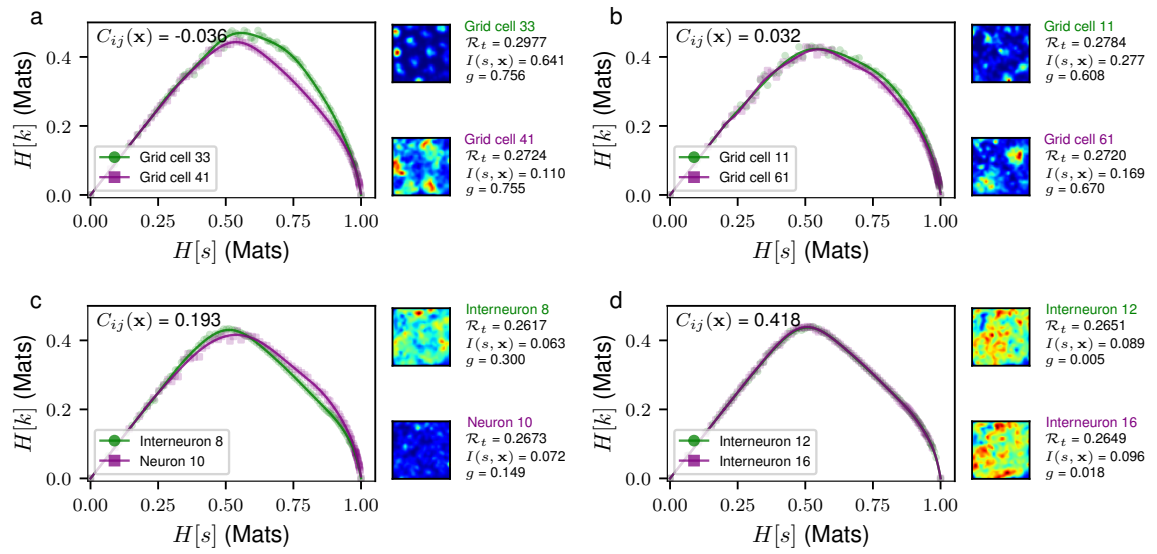 a
C_ij(x) = -0.036
H[k] (Mats)
0.4
0.2
0.0
Grid cell 33
Grid cell 41
0.00 0.25 0.50 0.75 1.00
H[s] (Mats)
Grid cell 33
ℛ_t = 0.2977
I(s, x) = 0.641
g = 0.756
Grid cell 41
ℛ_t = 0.2724
I(s, x) = 0.110
g = 0.755
b
C_ij(x) = 0.032
H[k] (Mats)
0.4
0.2
0.0
Grid cell 11
Grid cell 61
0.00 0.25 0.50 0.75 1.00
H[s] (Mats)
Grid cell 11
ℛ_t = 0.2784
I(s, x) = 0.277
g = 0.608
Grid cell 61
ℛ_t = 0.2720
I(s, x) = 0.169
g = 0.670
c
C_ij(x) = 0.193
H[k] (Mats)
0.4
0.2
0.0
Interneuron 8
Neuron 10
0.00 0.25 0.50 0.75 1.00
H[s] (Mats)
Interneuron 8
ℛ_t = 0.2617
I(s, x) = 0.063
g = 0.300
Neuron 10
ℛ_t = 0.2673
I(s, x) = 0.072
g = 0.149
d
C_ij(x) = 0.418
H[k] (Mats)
0.4
0.2
0.0
Interneuron 12
Interneuron 16
0.00 0.25 0.50 0.75 1.00
H[s] (Mats)
Interneuron 12
ℛ_t = 0.2651
I(s, x) = 0.089
g = 0.005
Interneuron 16
ℛ_t = 0.2649
I(s, x) = 0.096
g = 0.018